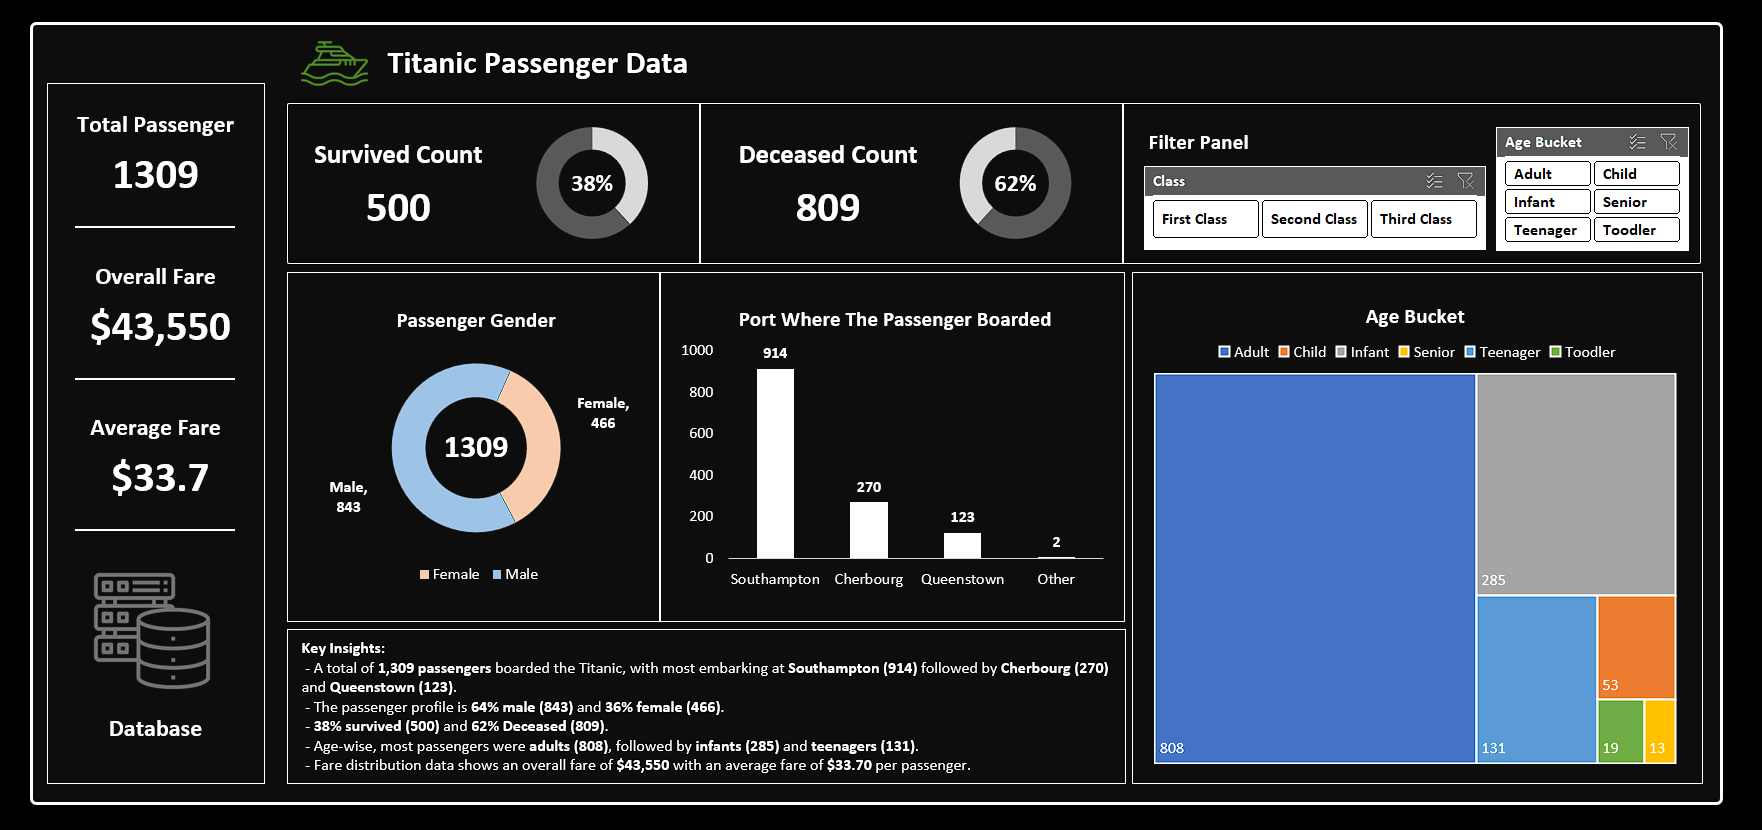 Titanic Passenger Data
Total Passenger
1309
Overall Fare
$43,550
Average Fare
$33.7
Database
Survived Count
500
38%
Deceased Count
809
62%
Filter Panel
Class
First Class
Second Class
Third Class
Age Bucket
Adult
Child
Infant
Senior
Teenager
Toodler
Passenger Gender
Female,
466
1309
Male,
843
Female
Male
Port Where The Passenger Boarded
1000
800
600
400
200
0
914
270
123
2
Southampton
Cherbourg
Queenstown
Other
Age Bucket
Adult
Child
Infant
Senior
Teenager
Toodler
808
285
131
53
19
13
Key Insights:
- A total of 1,309 passengers boarded the Titanic, with most embarking at Southampton (914) followed by Cherbourg (270)
and Queenstown (123).
- The passenger profile is 64% male (843) and 36% female (466).
- 38% survived (500) and 62% Deceased (809).
- Age-wise, most passengers were adults (808), followed by infants (285) and teenagers (131).
- Fare distribution data shows an overall fare of $43,550 with an average fare of $33.70 per passenger.